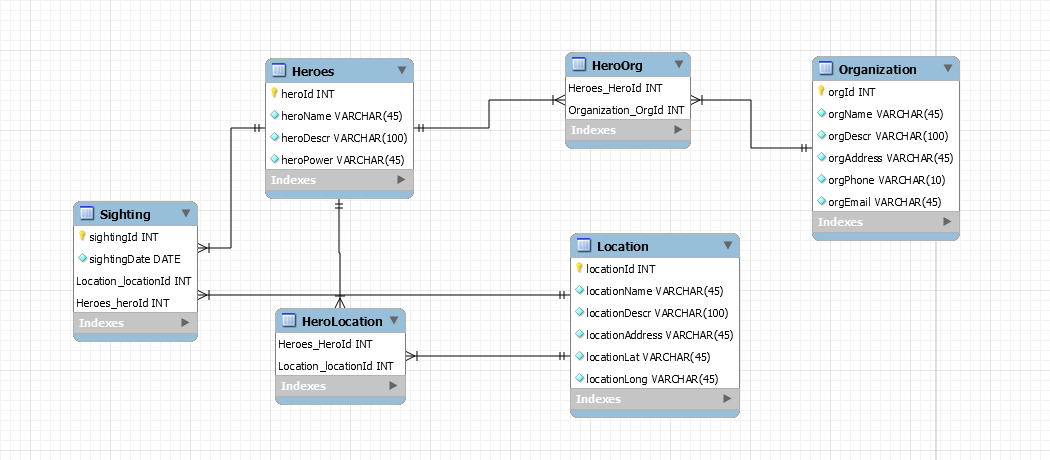 Heroes
heroId INT
heroName VARCHAR(45)
heroDescr VARCHAR(100)
heroPower VARCHAR(45)
Indexes
HeroOrg
Heroes_HeroId INT
Organization_OrgId INT
Indexes
Organization
orgId INT
orgName VARCHAR(45)
orgDescr VARCHAR(100)
orgAddress VARCHAR(45)
orgPhone VARCHAR(10)
orgEmail VARCHAR(45)
Indexes
Sighting
sightingId INT
sightingDate DATE
Location_locationId INT
Heroes_heroId INT
Indexes
HeroLocation
Heroes_HeroId INT
Location_locationId INT
Indexes
Location
locationId INT
locationName VARCHAR(45)
locationDescr VARCHAR(100)
locationAddress VARCHAR(45)
locationLat VARCHAR(45)
locationLong VARCHAR(45)
Indexes